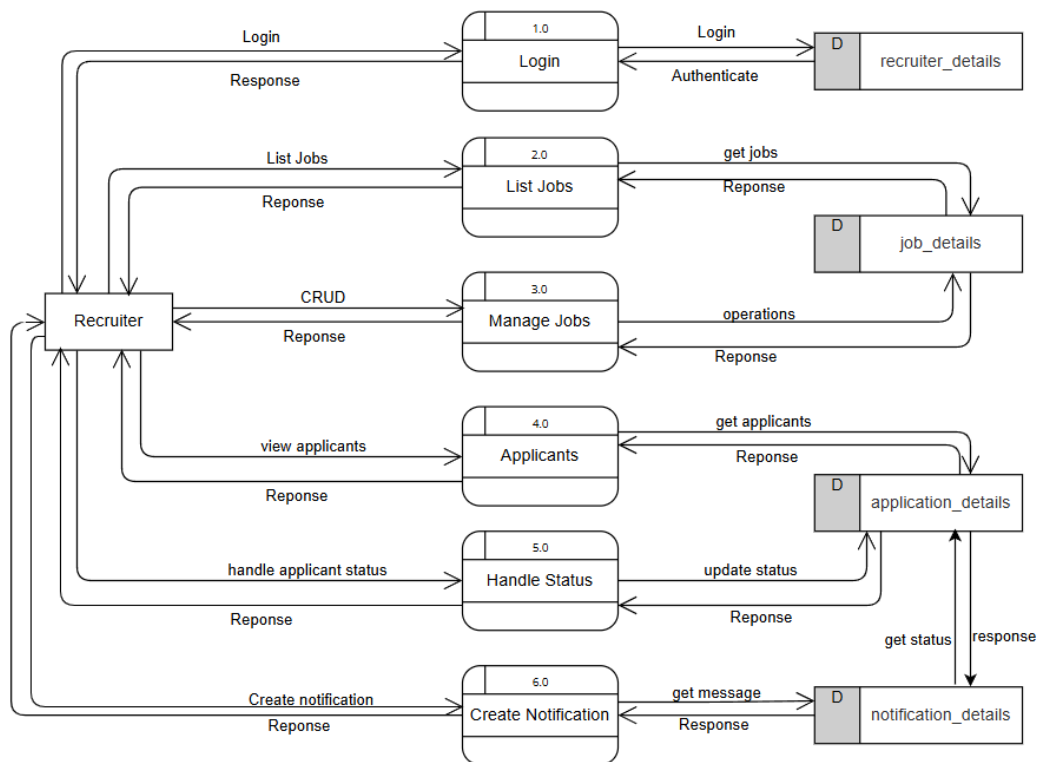 1.0
Login
Login
D
recruiter_details
Login
Response
Authenticate
2.0
List Jobs
get jobs
List Jobs
Reponse
Reponse
D
job_details
3.0
CRUD
Recruiter
Manage Jobs
operations
Reponse
Reponse
4.0
get applicants
view applicants
Applicants
Reponse
Reponse
D
application_details
5.0
handle applicant status
Handle Status
update status
Reponse
Reponse
get status
response
6.0
Create notification
get message
Create Notification
D
notification_details
Reponse
Response